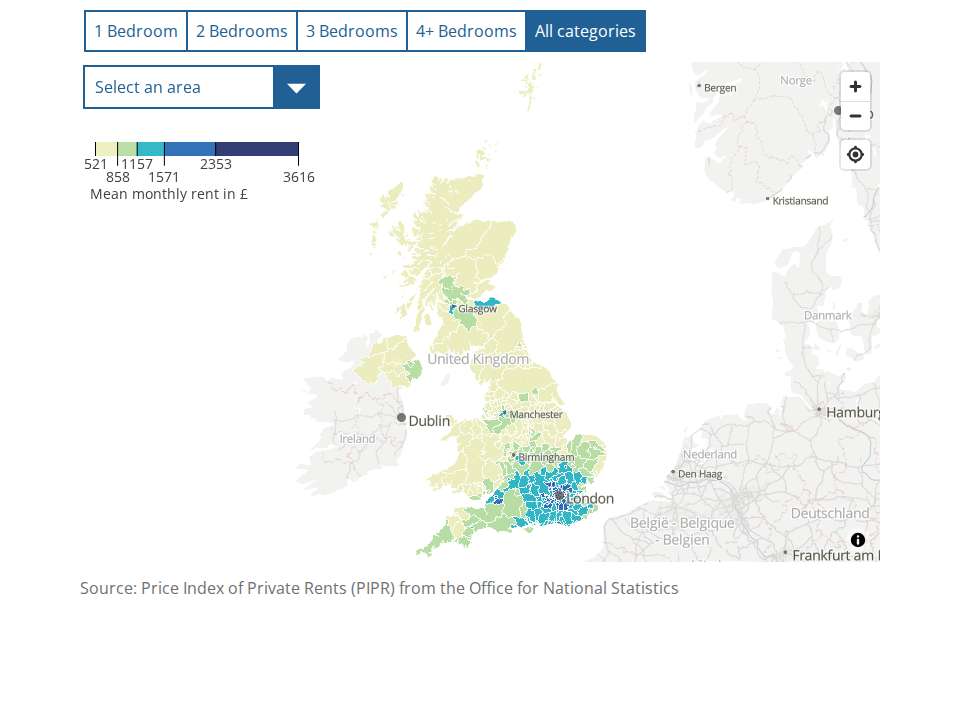 1 Bedroom
2 Bedrooms
3 Bedrooms
4+ Bedrooms
All categories
Select an area
521 1157 2353
858 1571 3616
Mean monthly rent in £
Bergen
Norge
Kristiansand
Danmark
Glasgow
United Kingdom
Manchester
Dublin
Ireland
Hamburg
Birmingham
Nederland
Den Haag
London
België - Belgique
- Belgien
Deutschland
Frankfurt am
Source: Price Index of Private Rents (PIPR) from the Office for National Statistics